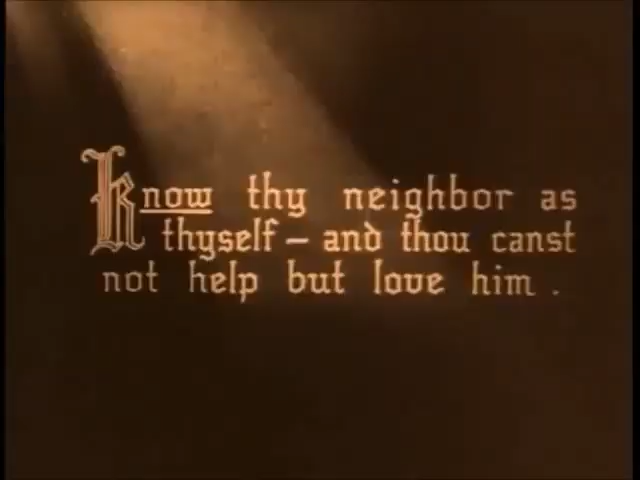 Know thy neighbor as
thyself – and thou canst
not help but love him.